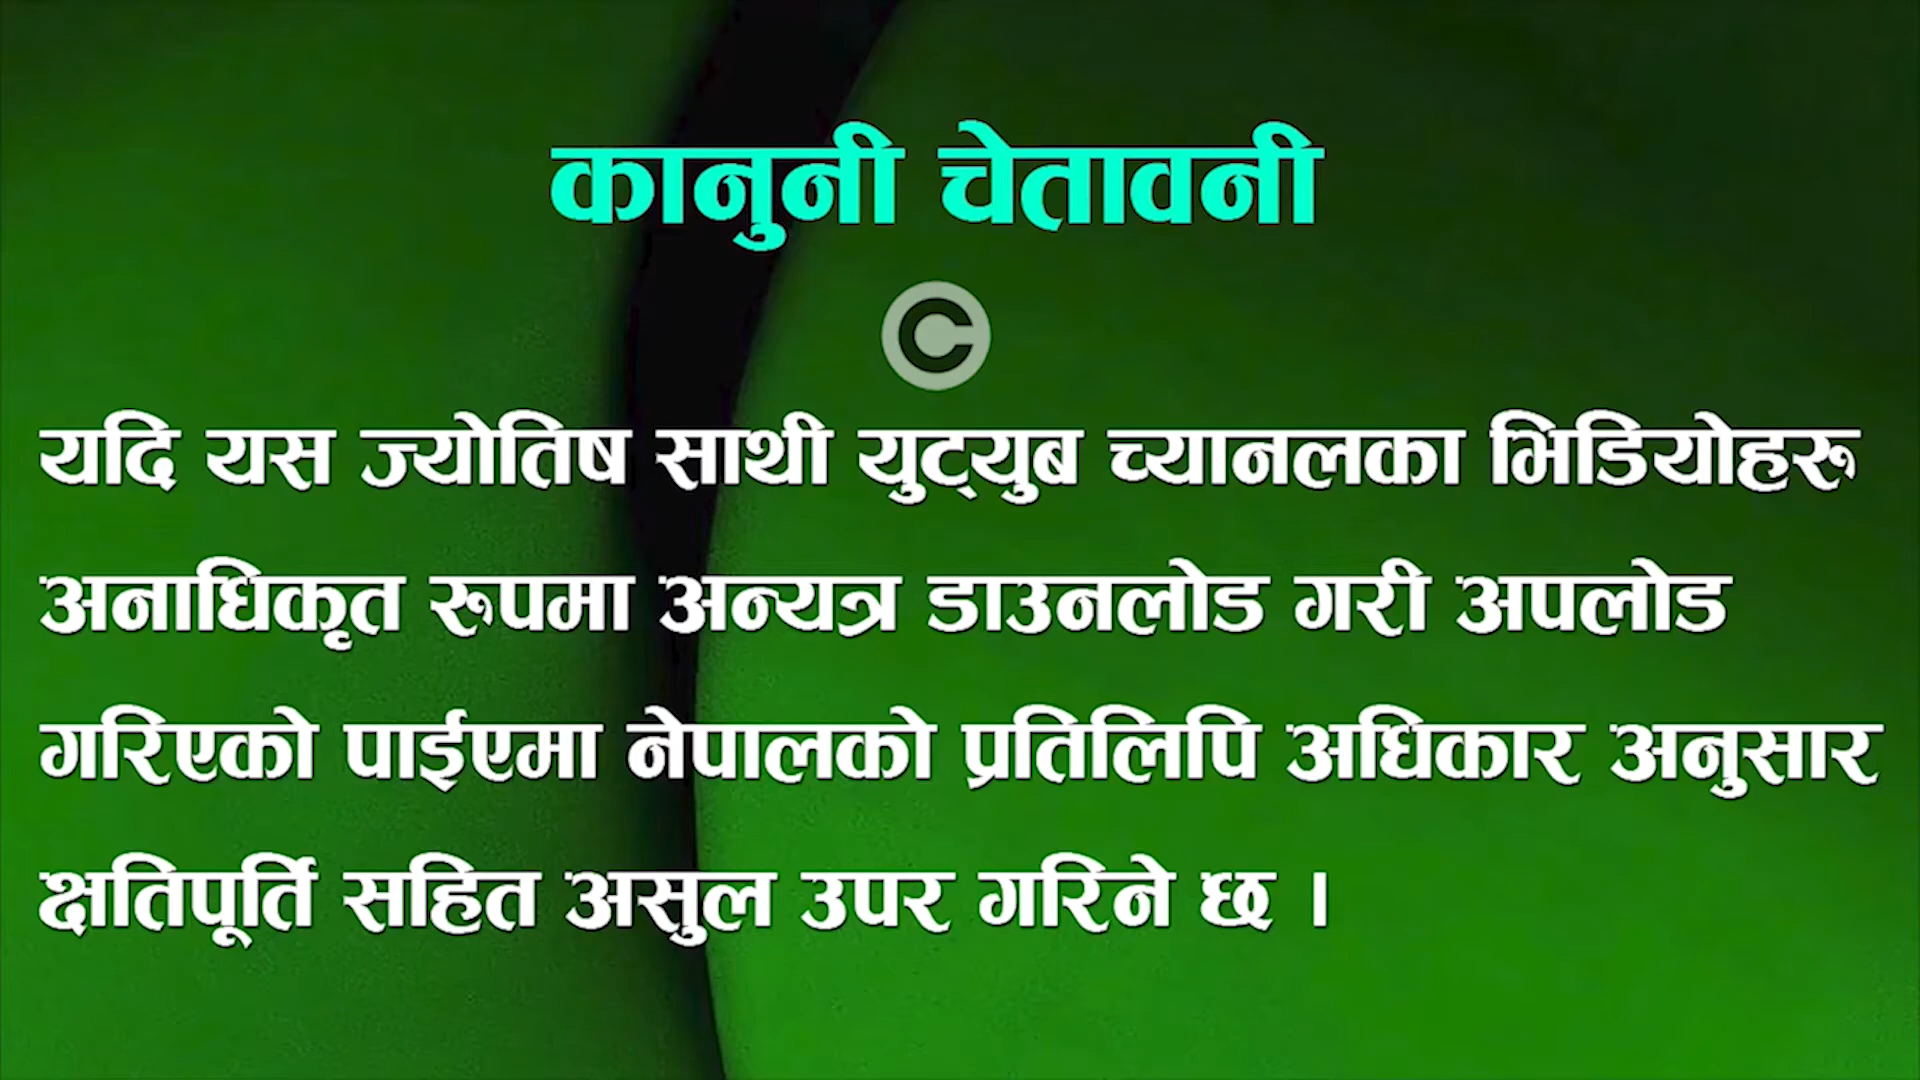 कानुनी चेतावनी
©
यदि यस ज्योतिष साथी युट्युब च्यानलका भिडियोहरू
अनाधिकृत रूपमा अन्यत्र डाउनलोड गरी अपलोड
गरिएको पाईएमा नेपालको प्रतिलिपि अधिकार अनुसार
क्षतिपूर्ति सहित असुल उपर गरिने छ ।